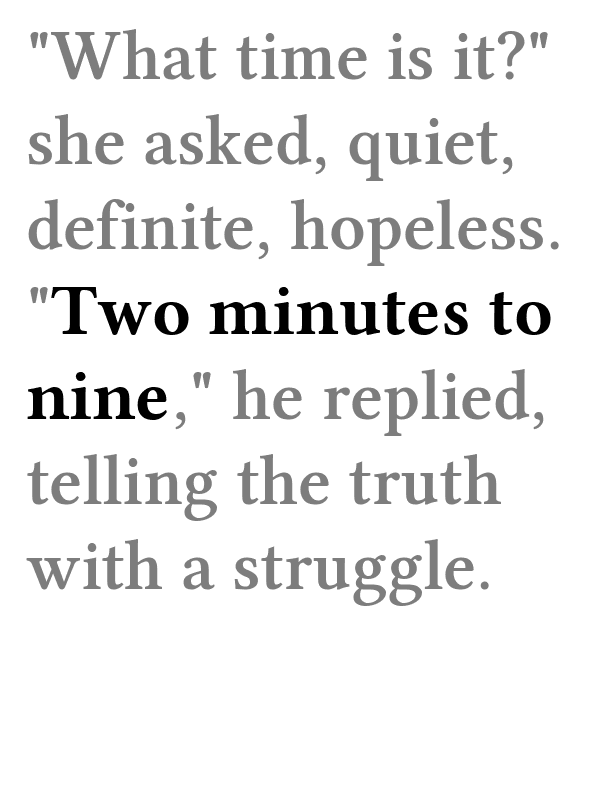 "What time is it?"
she asked, quiet,
definite, hopeless.
"Two minutes to
nine," he replied,
telling the truth
with a struggle.